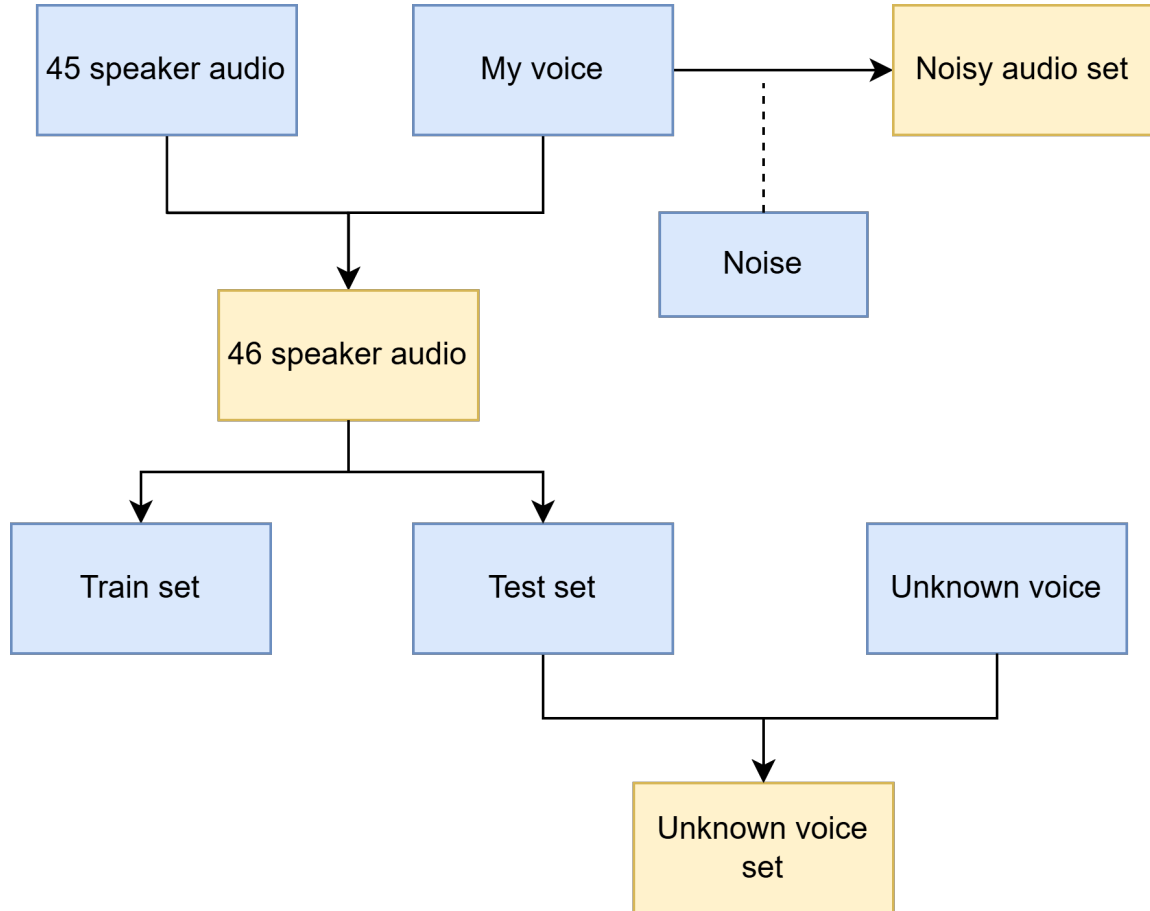 45 speaker audio
My voice
Noisy audio set
Noise
46 speaker audio
Train set
Test set
Unknown voice
Unknown voice
set